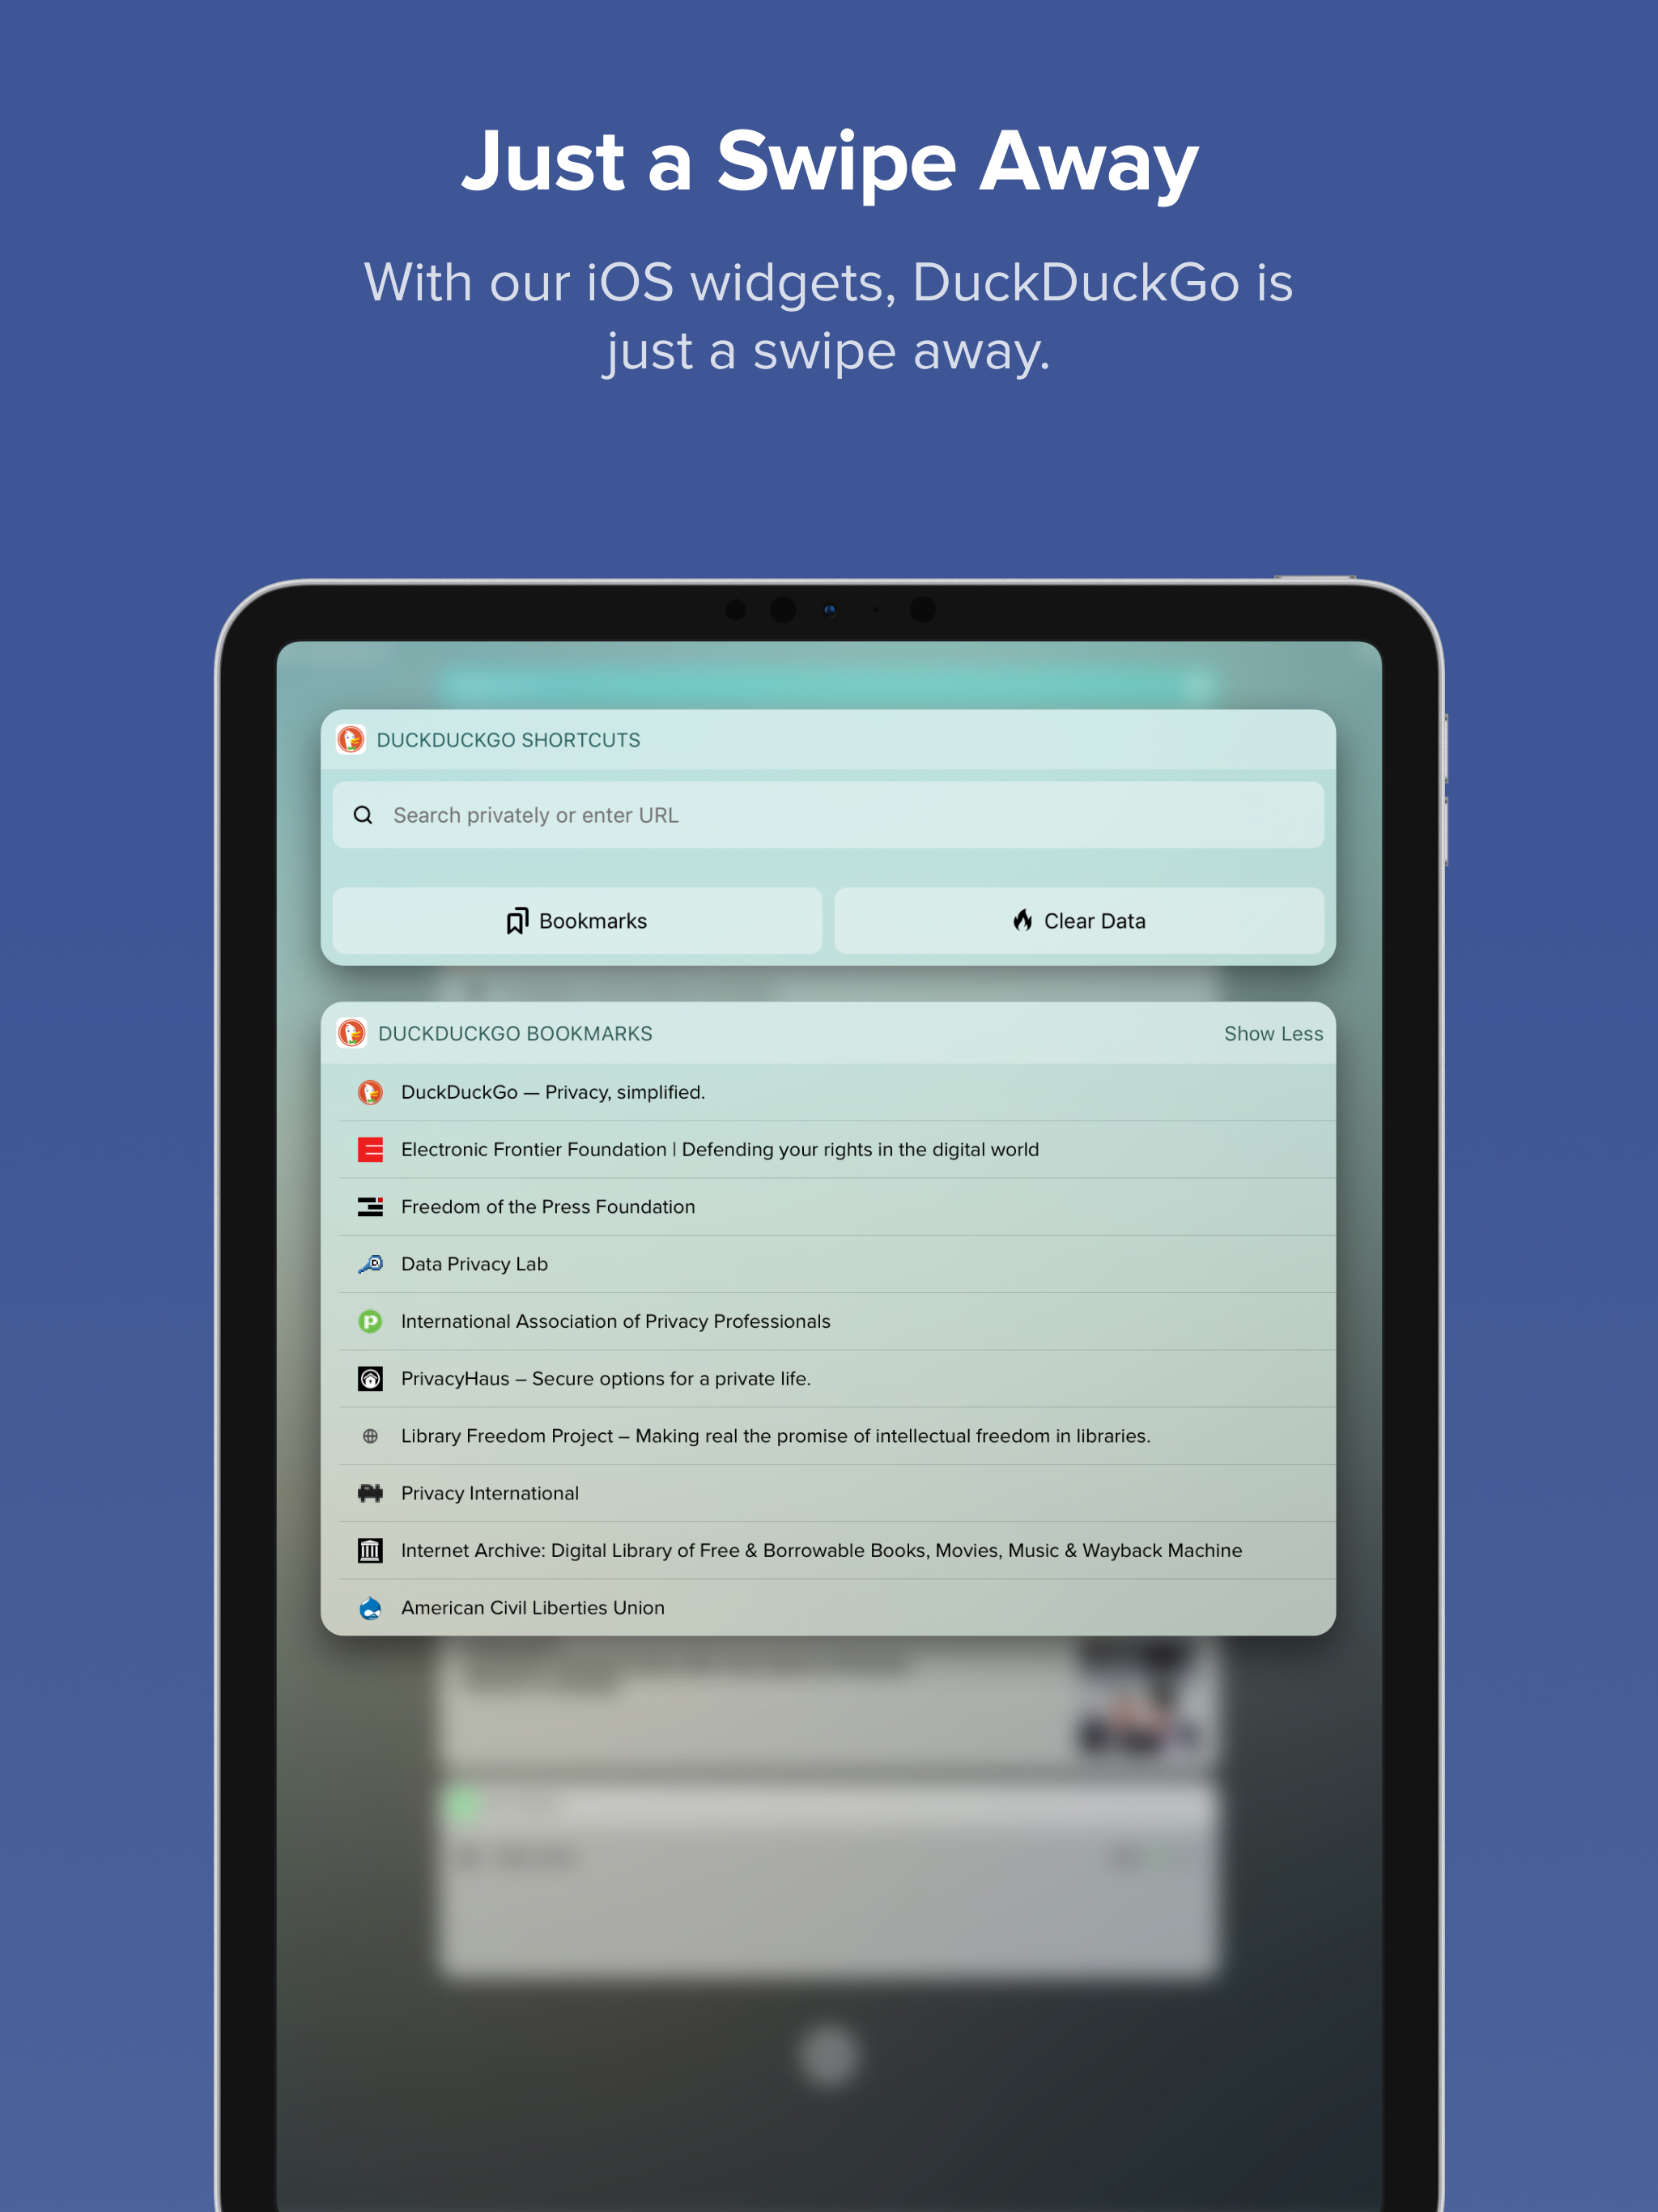 Just a Swipe Away
With our iOS widgets, DuckDuckGo is
just a swipe away.
DUCKDUCKGO SHORTCUTS
Search privately or enter URL
Bookmarks
Clear Data
DUCKDUCKGO BOOKMARKS
Show Less
DuckDuckGo — Privacy, simplified.
Electronic Frontier Foundation | Defending your rights in the digital world
Freedom of the Press Foundation
Data Privacy Lab
International Association of Privacy Professionals
PrivacyHaus – Secure options for a private life.
Library Freedom Project – Making real the promise of intellectual freedom in libraries.
Privacy International
Internet Archive: Digital Library of Free & Borrowable Books, Movies, Music & Wayback Machine
American Civil Liberties Union